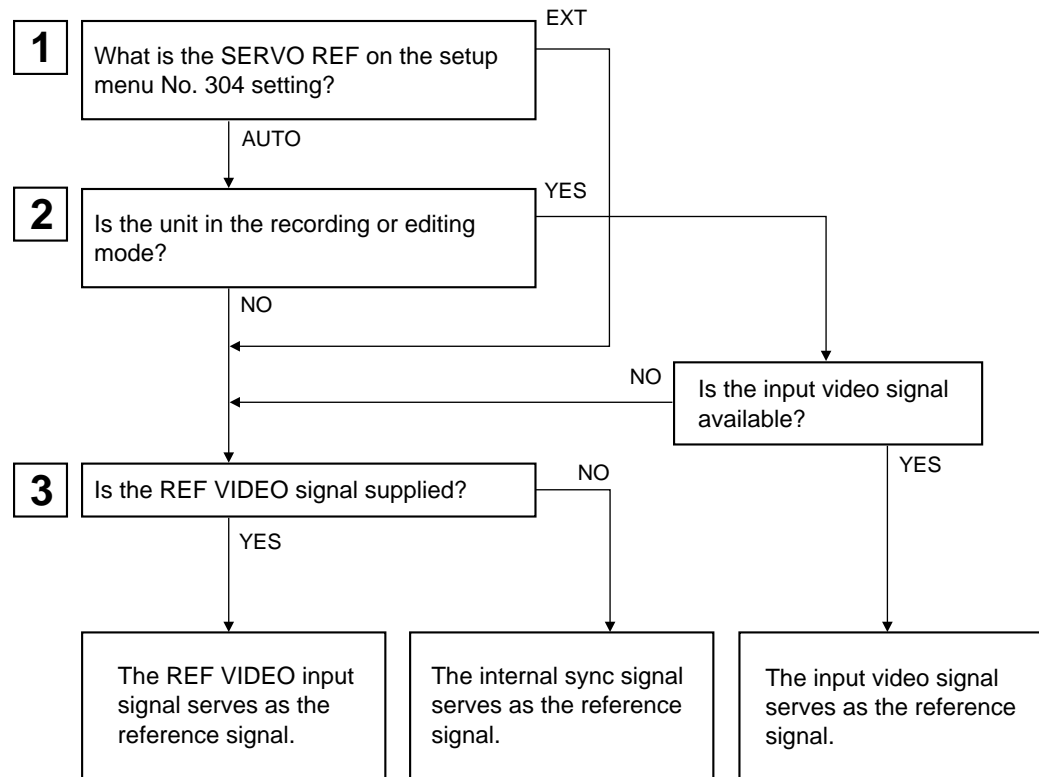 EXT
1
What is the SERVO REF on the setup
menu No. 304 setting?
AUTO
2
Is the unit in the recording or editing
mode?
YES
NO
NO
Is the input video signal
available?
YES
3
Is the REF VIDEO signal supplied?
NO
YES
The REF VIDEO input
signal serves as the
reference signal.
The internal sync signal
serves as the reference
signal.
The input video signal
serves as the reference
signal.